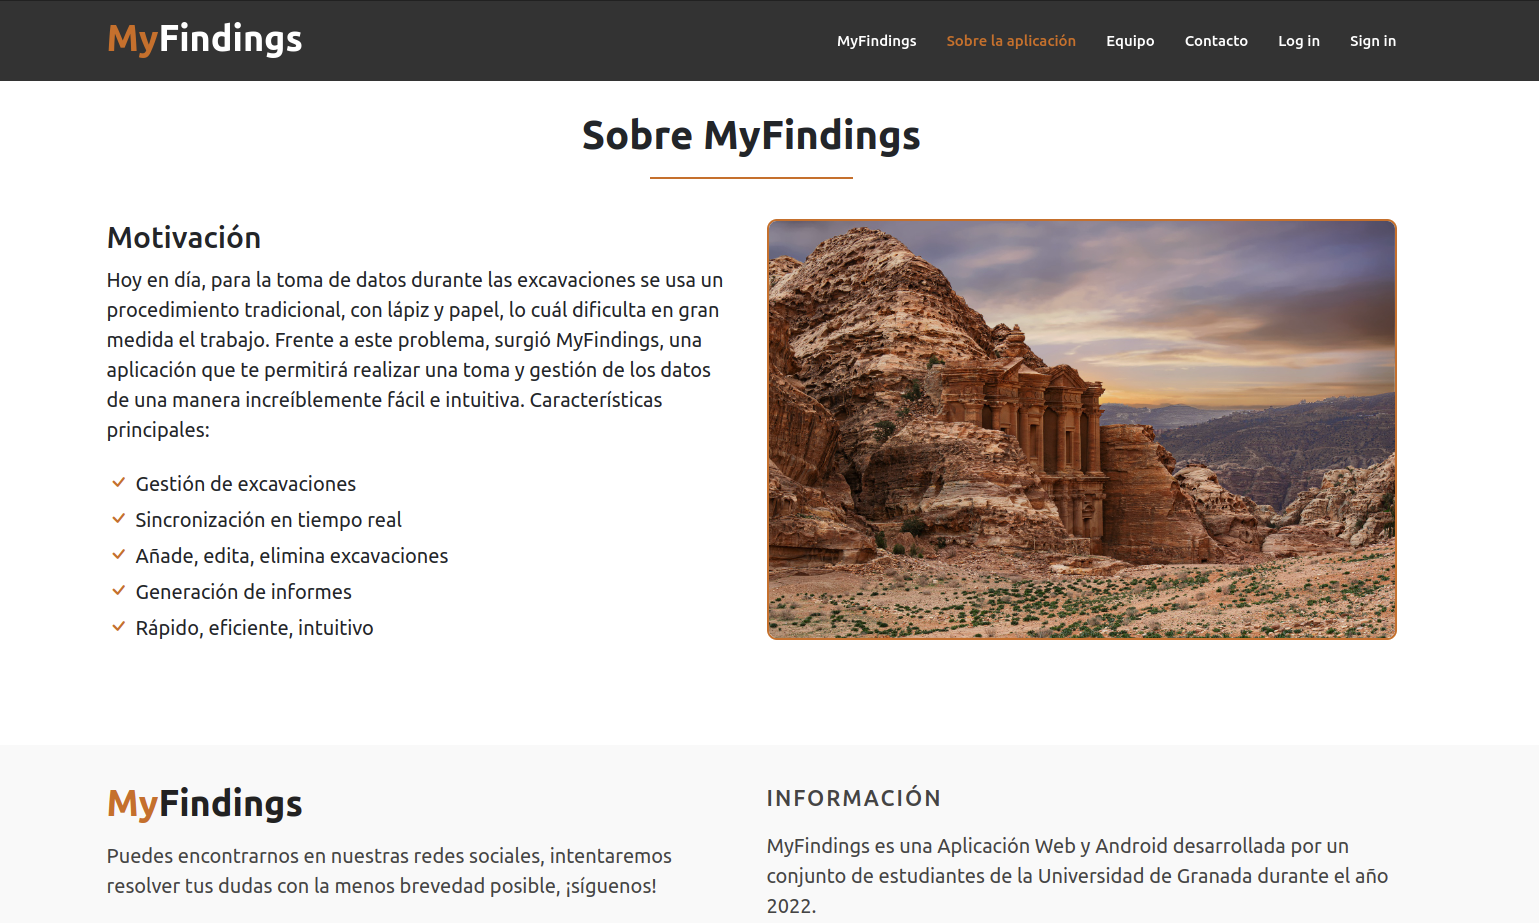 MyFindings
MyFindings Sobre la aplicación Equipo Contacto Log in Sign in
Sobre MyFindings
Motivación
Hoy en día, para la toma de datos durante las excavaciones se usa un
procedimiento tradicional, con lápiz y papel, lo cuál dificulta en gran
medida el trabajo. Frente a este problema, surgió MyFindings, una
aplicación que te permitirá realizar una toma y gestión de los datos
de una manera increíblemente fácil e intuitiva. Características
principales:
Gestión de excavaciones
Sincronización en tiempo real
Añade, edita, elimina excavaciones
Generación de informes
Rápido, eficiente, intuitivo
MyFindings
Puedes encontrarnos en nuestras redes sociales, intentaremos
resolver tus dudas con la menos brevedad posible, ¡síguenos!
INFORMACIÓN
MyFindings es una Aplicación Web y Android desarrollada por un
conjunto de estudiantes de la Universidad de Granada durante el año
2022.